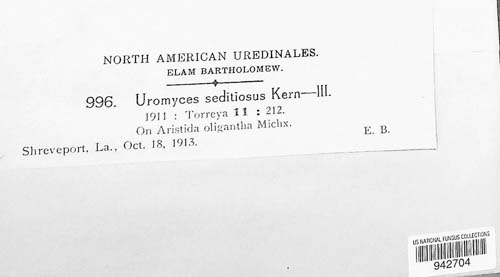 NORTH AMERICAN UREDINALES.
ELAM BARTHOLOMEW.
996. Uromyces seditiosus Kern—III.
1911 : Torreya 11 : 212.
On Aristida oligantha Michx.
Shreveport, La., Oct. 18, 1913. E. B.
US NATIONAL FUNGUS COLLECTIONS
942704